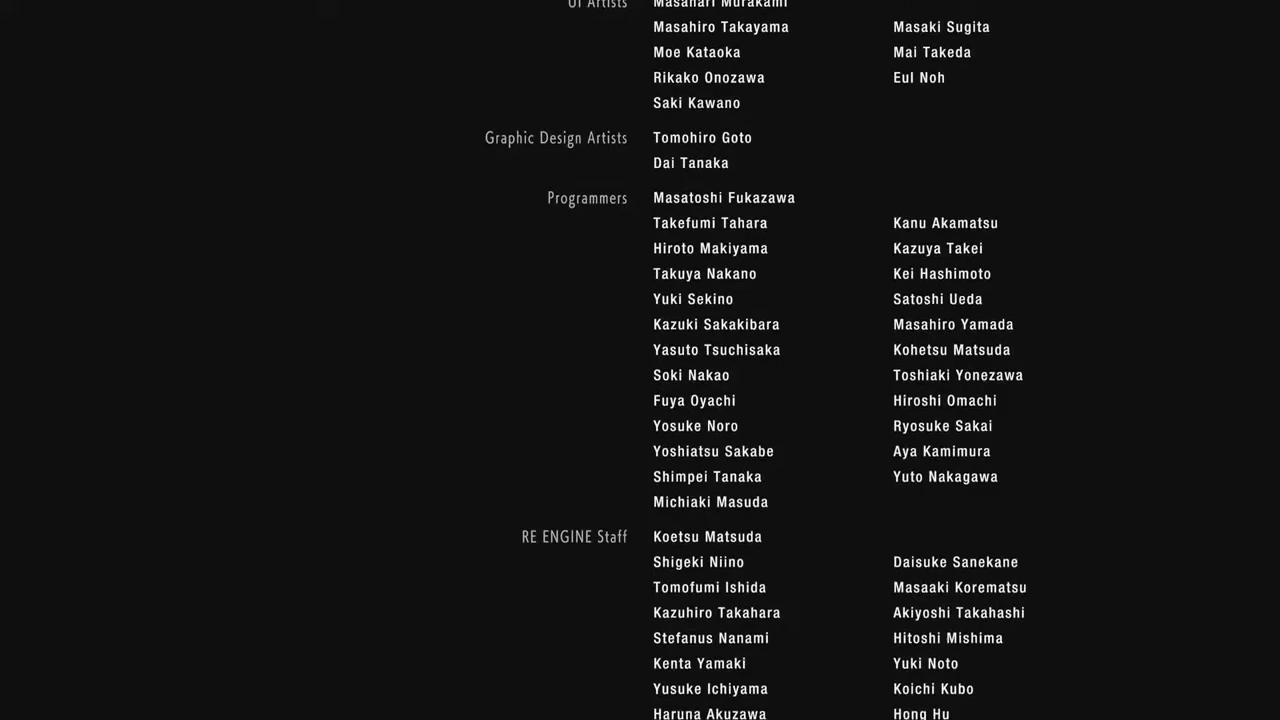 UI Artists Masanari Murakami
Masahiro Takayama Masaki Sugita
Moe Kataoka Mai Takeda
Rikako Onozawa Eul Noh
Saki Kawano
Graphic Design Artists Tomohiro Goto
Dai Tanaka
Programmers Masatoshi Fukazawa
Takefumi Tahara Kanu Akamatsu
Hiroto Makiyama Kazuya Takei
Takuya Nakano Kei Hashimoto
Yuki Sekino Satoshi Ueda
Kazuki Sakakibara Masahiro Yamada
Yasuto Tsuchisaka Kohetsu Matsuda
Soki Nakao Toshiaki Yonezawa
Fuya Oyachi Hiroshi Omachi
Yosuke Noro Ryosuke Sakai
Yoshiatsu Sakabe Aya Kamimura
Shimpei Tanaka Yuto Nakagawa
Michiaki Masuda
RE ENGINE Staff Koetsu Matsuda
Shigeki Niino Daisuke Sanekane
Tomofumi Ishida Masaaki Korematsu
Kazuhiro Takahara Akiyoshi Takahashi
Stefanus Nanami Hitoshi Mishima
Kenta Yamaki Yuki Noto
Yusuke Ichiyama Koichi Kubo
Haruna Akuzawa Hong Hu